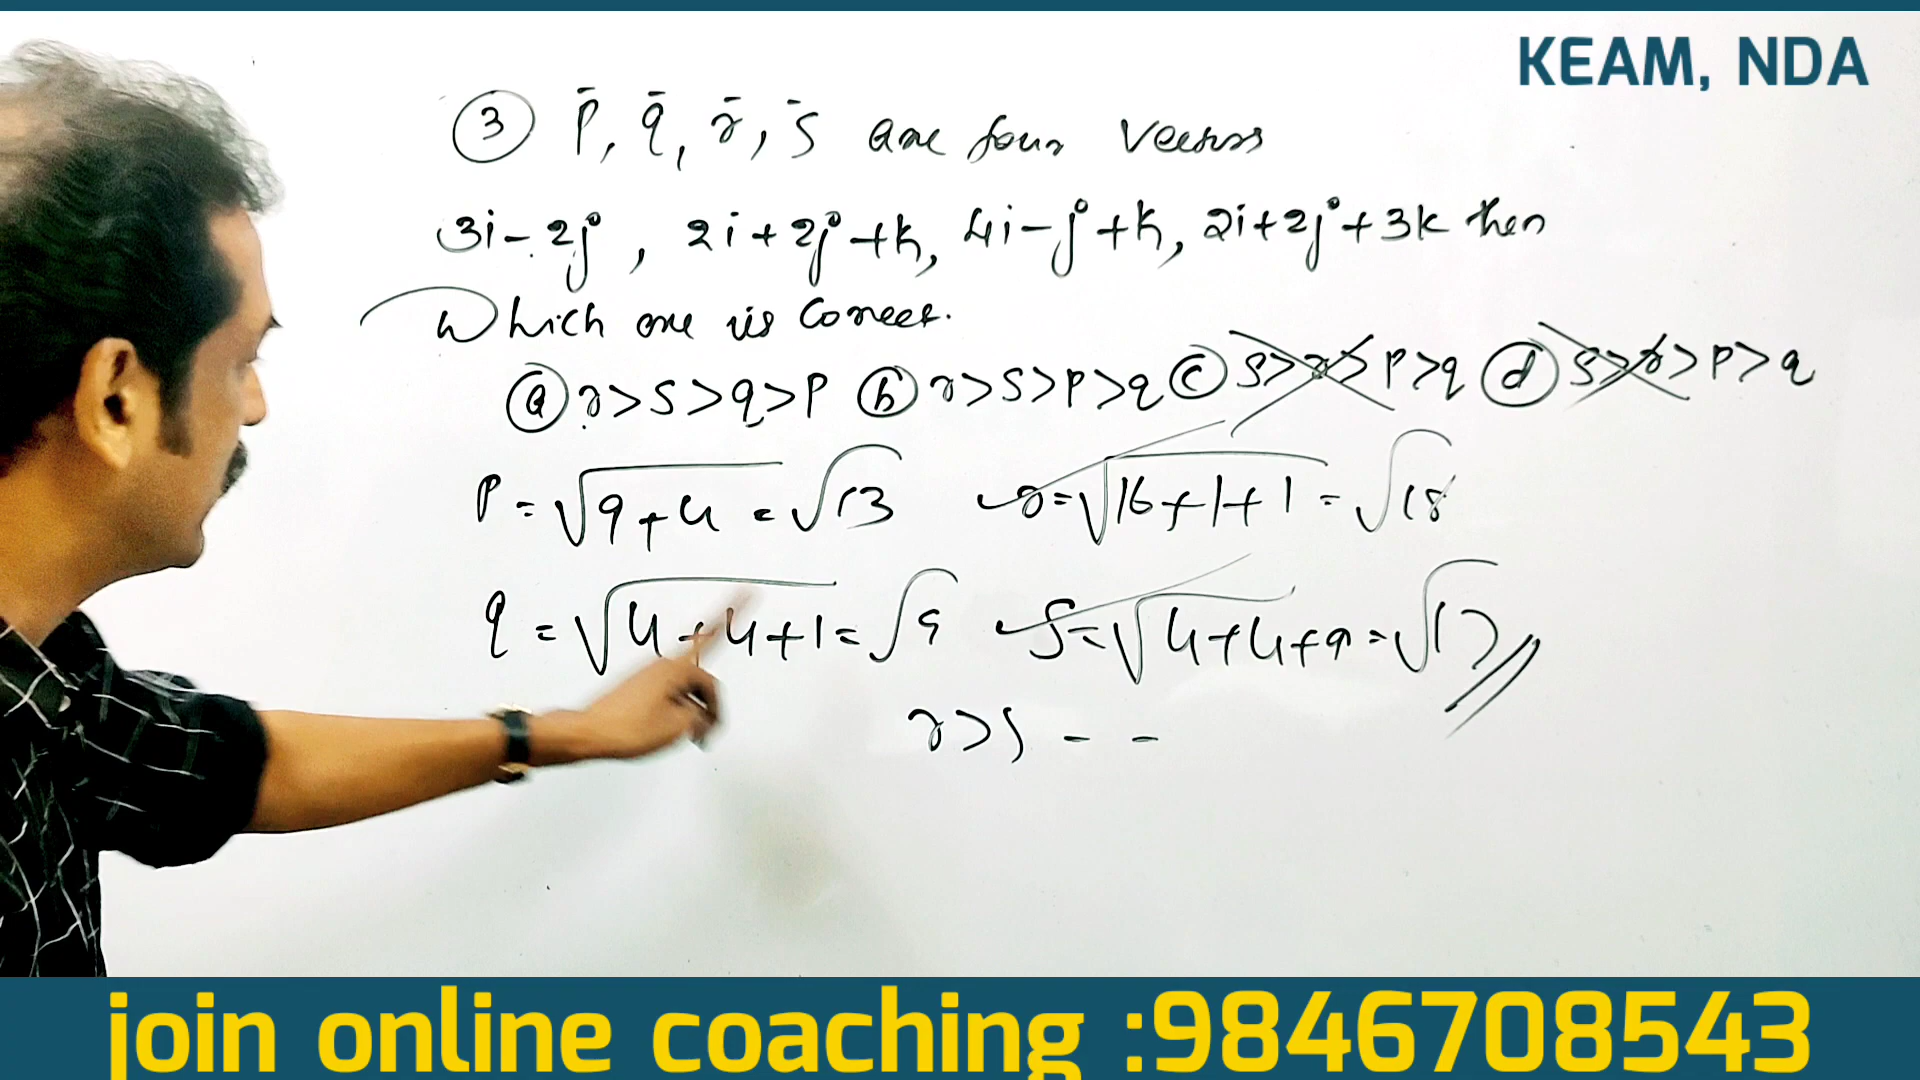 KEAM, NDA
3 p̄, q̄, r̄, s̄ are four vectors
3i-2j, 2i+2j+k, 4i-j+k, 2i+2j+3k then
which one is correct.
a r>s>q>p b r>s>p>q c s>r>p>q d s>r>p>q
p = √9+4 = √13 r = √16+1+1 = √18
q = √4+4+1 = √9 s = √4+4+9 = √17
r>s - -
join online coaching :9846708543